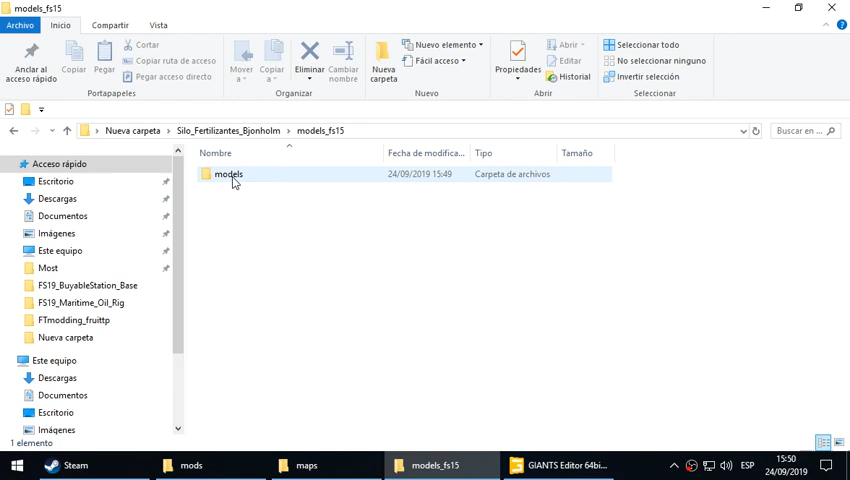 models_fs15
Archivo Inicio Compartir Vista
Anclar al acceso rápido
Copiar
Pegar
Cortar
Copiar ruta de acceso
Pegar acceso directo
Portapapeles
Mover a
Copiar a
Eliminar
Cambiar nombre
Organizar
Nueva carpeta
Nuevo elemento
Fácil acceso
Nuevo
Propiedades
Abrir
Editar
Historial
Abrir
Seleccionar todo
No seleccionar ninguno
Invertir selección
Seleccionar
Nueva carpeta > Silo_Fertilizantes_Bjonholm > models_fs15
Buscar en ...
Nombre Fecha de modifica... Tipo Tamaño
models 24/09/2019 15:49 Carpeta de archivos
Acceso rápido
Escritorio
Descargas
Documentos
Imágenes
Este equipo
Most
FS19_BuyableStation_Base
FS19_Maritime_Oil_Rig
FTmodding_fruittp
Nueva carpeta
Este equipo
Descargas
Documentos
Escritorio
Imágenes
1 elemento
Steam mods maps models_fs15 GIANTS Editor 64bi... ESP 15:50
24/09/2019